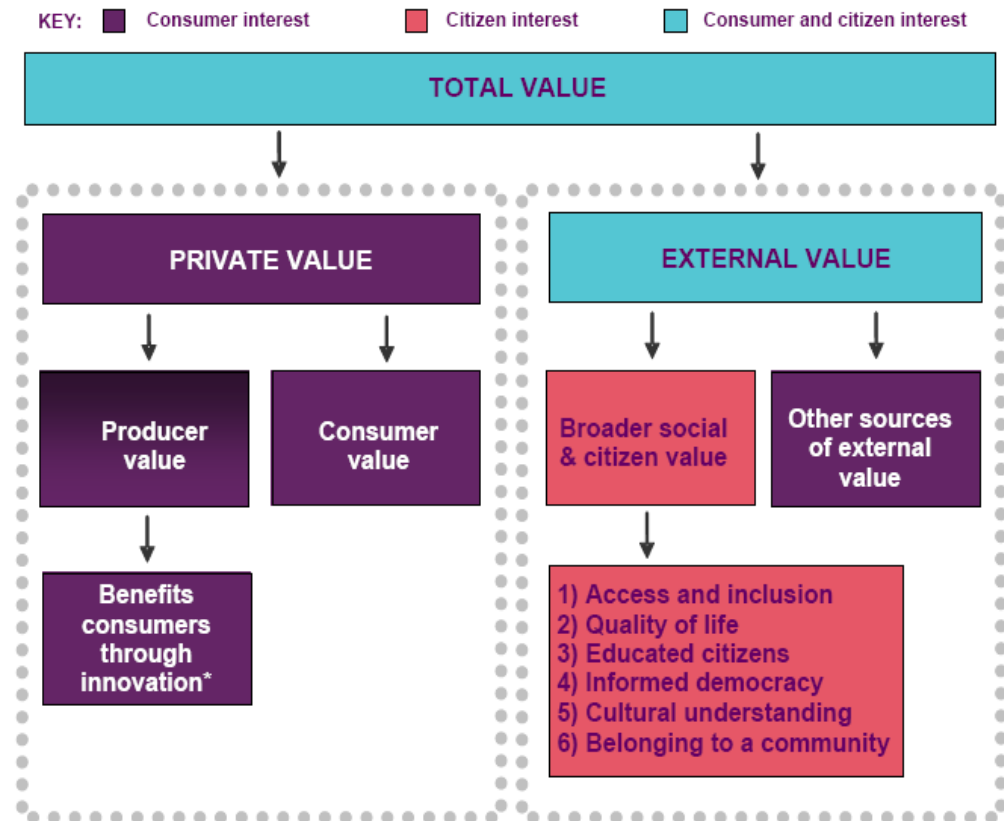 KEY: Consumer interest Citizen interest Consumer and citizen interest
TOTAL VALUE
PRIVATE VALUE
EXTERNAL VALUE
Producer
value
Consumer
value
Broader social
& citizen value
Other sources
of external
value
Benefits
consumers
through
innovation*
1) Access and inclusion
2) Quality of life
3) Educated citizens
4) Informed democracy
5) Cultural understanding
6) Belonging to a community